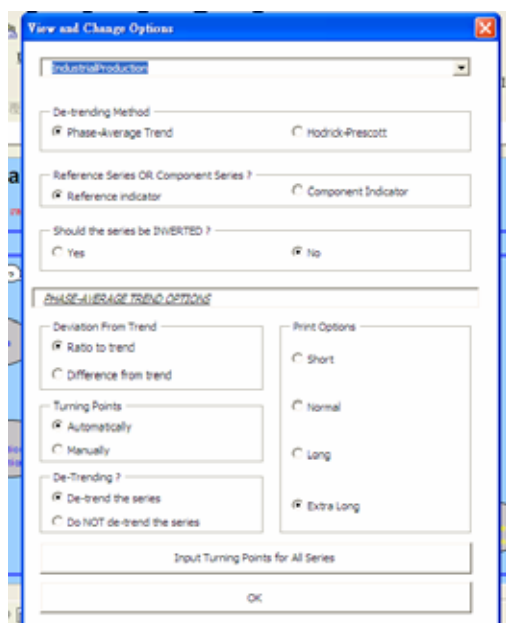 View and Change Options
IndustrialProduction
De-trending Method
Phase-Average Trend
Hodrick-Prescott
Reference Series OR Component Series ?
Reference indicator
Component Indicator
Should the series be INVERTED ?
Yes
No
PHASE-AVERAGE TREND OPTIONS
Deviation From Trend
Ratio to trend
Difference from trend
Turning Points
Automatically
Manually
De-Trending ?
De-trend the series
Do NOT de-trend the series
Print Options
Short
Normal
Long
Extra Long
Input Turning Points for All Series
OK